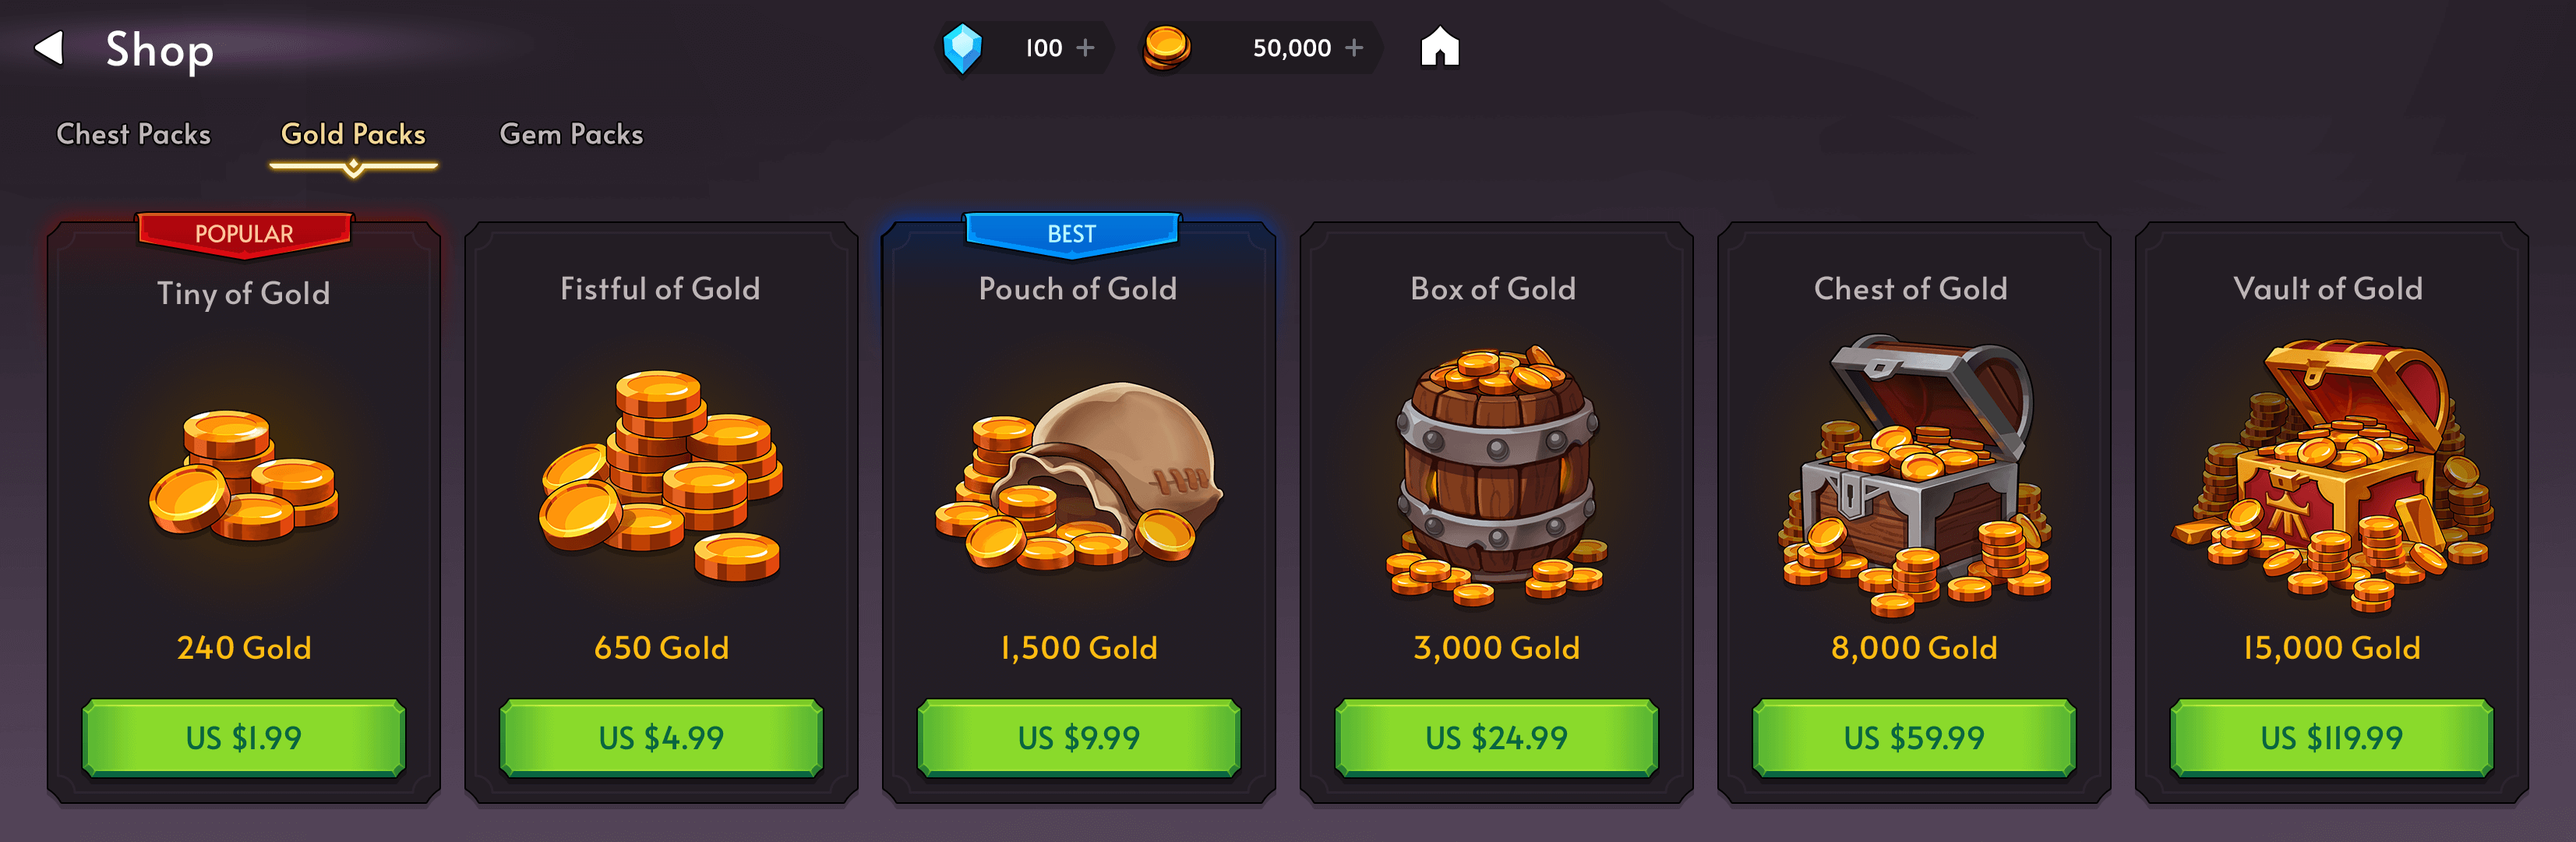 Shop
100 +
50,000 +
Chest Packs
Gold Packs
Gem Packs
POPULAR
Tiny of Gold
240 Gold
US $1.99
Fistful of Gold
650 Gold
US $4.99
BEST
Pouch of Gold
1,500 Gold
US $9.99
Box of Gold
3,000 Gold
US $24.99
Chest of Gold
8,000 Gold
US $59.99
Vault of Gold
15,000 Gold
US $119.99